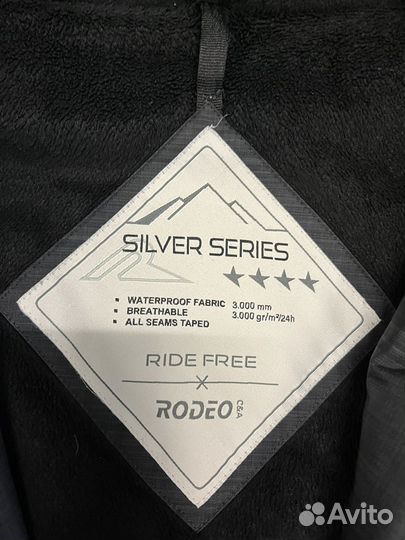 SILVER SERIES
★★★★
▪ WATERPROOF FABRIC 3.000 mm
▪ BREATHABLE 3.000 gr/m²/24h
▪ ALL SEAMS TAPED
RIDE FREE
X
RODEO C&A
Avito